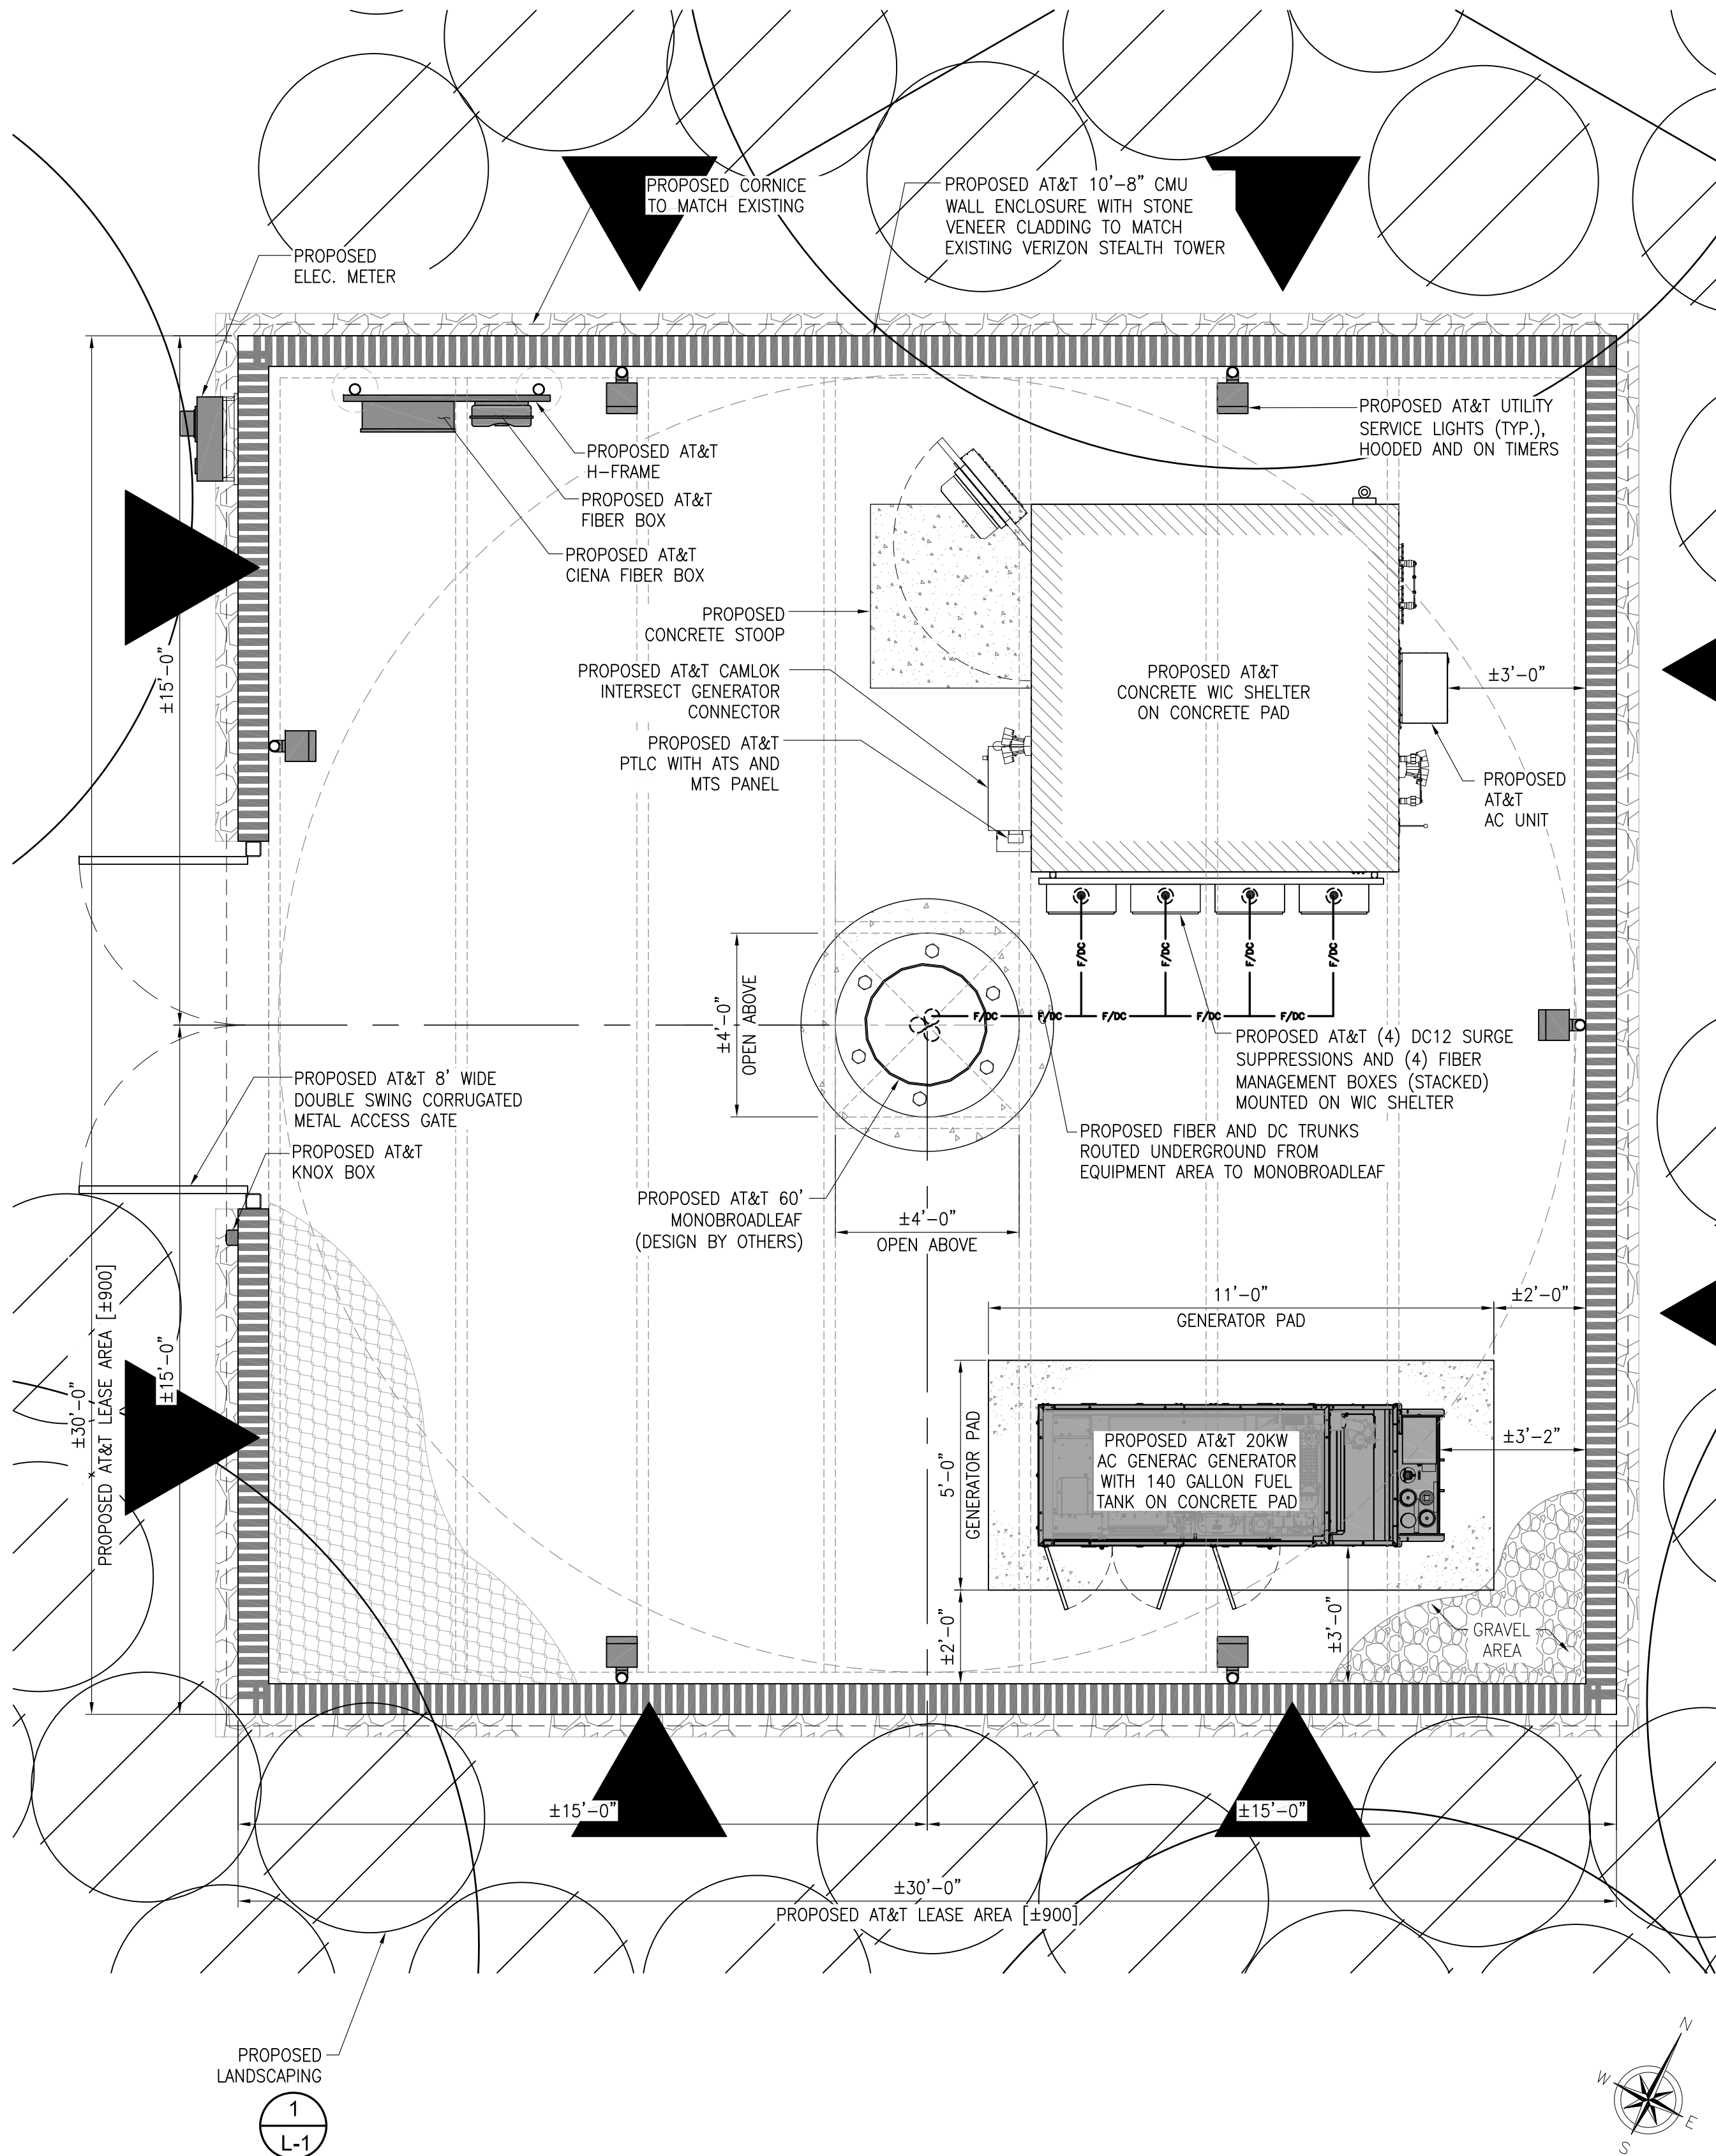 PROPOSED CORNICE
TO MATCH EXISTING
PROPOSED AT&T 10'-8" CMU
WALL ENCLOSURE WITH STONE
VENEER CLADDING TO MATCH
EXISTING VERIZON STEALTH TOWER
PROPOSED
ELEC. METER
PROPOSED AT&T UTILITY
SERVICE LIGHTS (TYP.),
HOODED AND ON TIMERS
PROPOSED AT&T
H-FRAME
PROPOSED AT&T
FIBER BOX
PROPOSED AT&T
CIENA FIBER BOX
PROPOSED
CONCRETE STOOP
PROPOSED AT&T CAMLOK
INTERSECT GENERATOR
CONNECTOR
PROPOSED AT&T
PTLC WITH ATS AND
MTS PANEL
PROPOSED AT&T
CONCRETE WIC SHELTER
ON CONCRETE PAD
±3'-0"
PROPOSED
AT&T
AC UNIT
±15'-0"
F/DC
F/DC
F/DC
F/DC
F/DC
F/DC
F/DC
F/DC
F/DC
±4'-0"
OPEN ABOVE
PROPOSED AT&T (4) DC12 SURGE
SUPPRESSIONS AND (4) FIBER
MANAGEMENT BOXES (STACKED)
MOUNTED ON WIC SHELTER
PROPOSED AT&T 8' WIDE
DOUBLE SWING CORRUGATED
METAL ACCESS GATE
PROPOSED AT&T
KNOX BOX
PROPOSED FIBER AND DC TRUNKS
ROUTED UNDERGROUND FROM
EQUIPMENT AREA TO MONOBROADLEAF
PROPOSED AT&T 60'
MONOBROADLEAF
(DESIGN BY OTHERS)
±4'-0"
OPEN ABOVE
11'-0"
GENERATOR PAD
±2'-0"
±30'-0"
PROPOSED AT&T LEASE AREA [±900]
±15'-0"
5'-0"
GENERATOR PAD
PROPOSED AT&T 20KW
AC GENERAC GENERATOR
WITH 140 GALLON FUEL
TANK ON CONCRETE PAD
±3'-2"
±2'-0"
±3'-0"
GRAVEL
AREA
±15'-0"
±15'-0"
±30'-0"
PROPOSED AT&T LEASE AREA [±900]
PROPOSED
LANDSCAPING
1
L-1
N
W
E
S